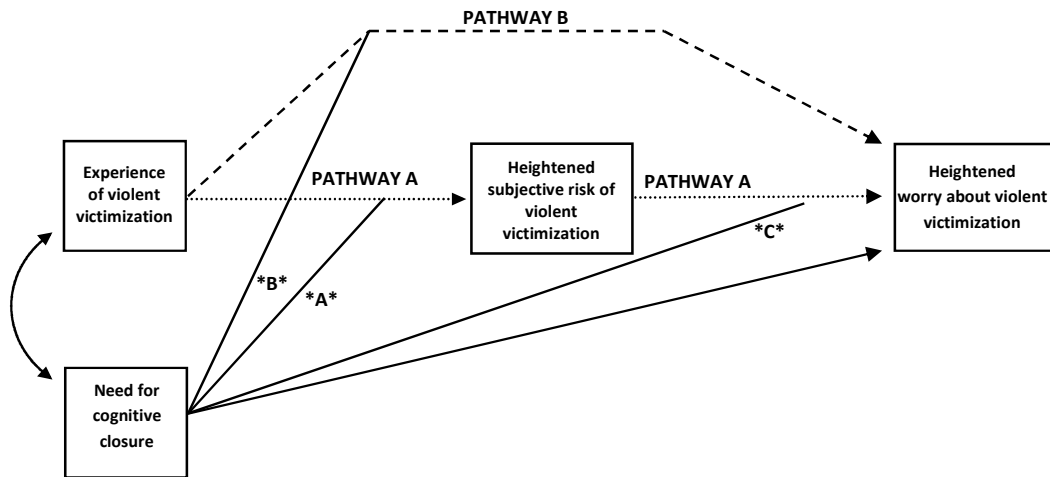 PATHWAY B
Experience
of violent
victimization
PATHWAY A
Heightened
subjective risk of
violent
victimization
PATHWAY A
Heightened
worry about violent
victimization
*B*
*A*
*C*
Need for
cognitive
closure